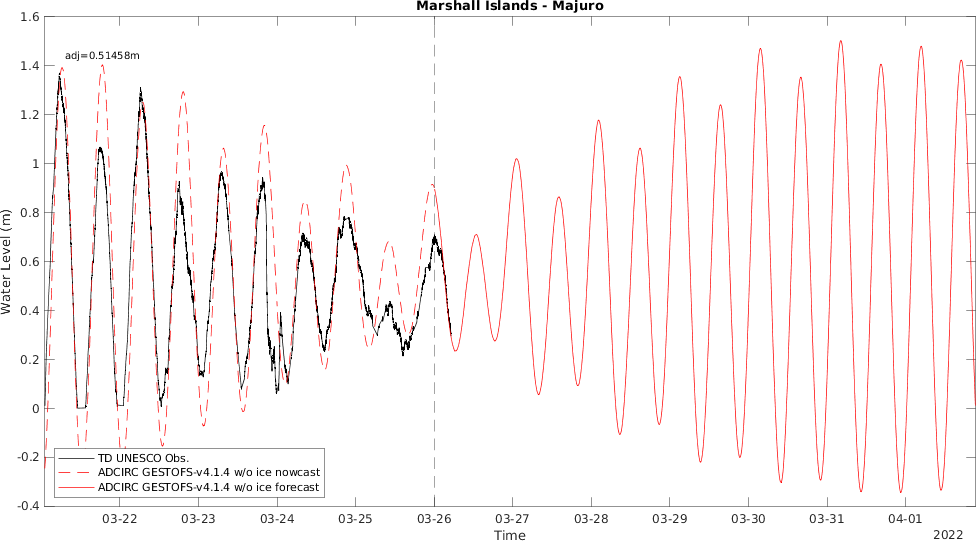 Marshall Islands - Majuro
adj=0.51458m
1.6
1.4
1.2
1
0.8
0.6
0.4
0.2
0
-0.2
-0.4
Water Level (m)
TD UNESCO Obs.
ADCIRC GESTOFS-v4.1.4 w/o ice nowcast
ADCIRC GESTOFS-v4.1.4 w/o ice forecast
03-22 03-23 03-24 03-25 03-26 03-27 03-28 03-29 03-30 03-31 04-01
Time
2022